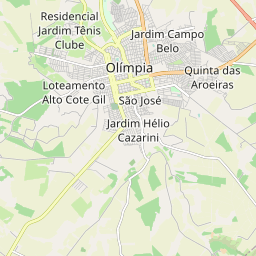 Residencial
Jardim Tênis
Clube
Jardim Campo
Belo
Olímpia
Quinta das
Aroeiras
Loteamento
Alto Cote Gil
São José
Jardim Hélio
Cazarini